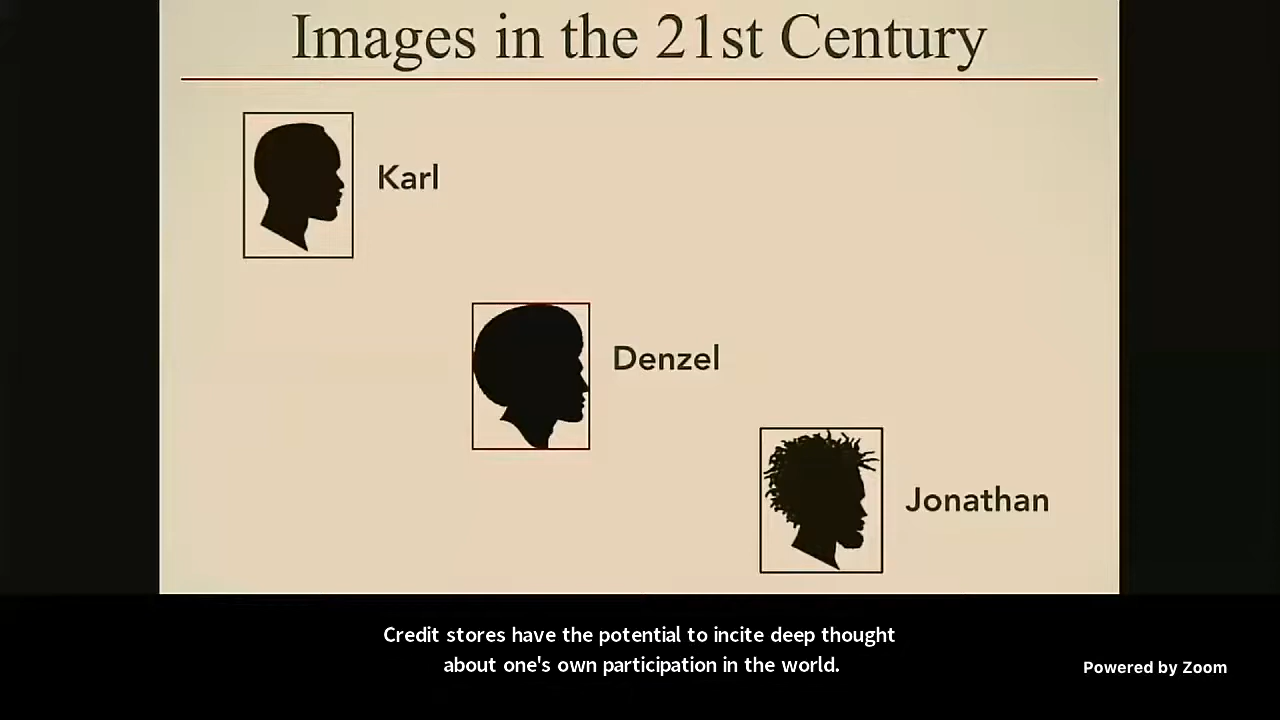 Images in the 21st Century
Karl
Denzel
Jonathan
Credit stores have the potential to incite deep thought
about one's own participation in the world.
Powered by Zoom